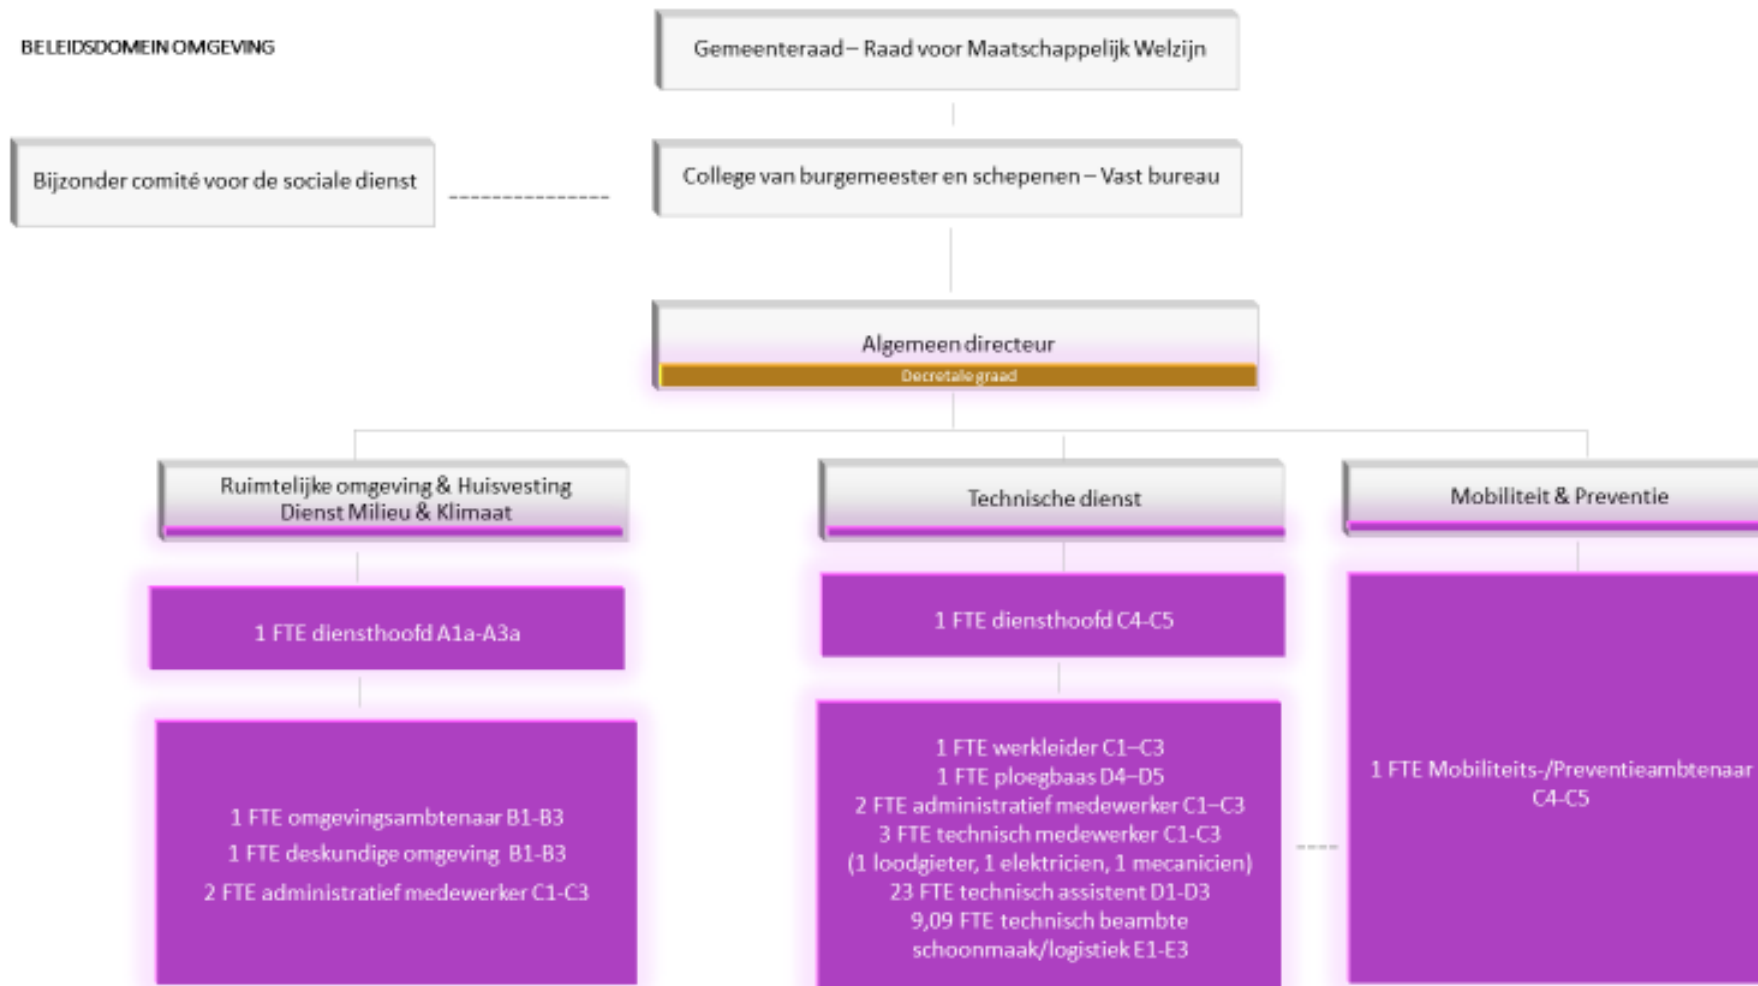 BELEIDSDOMEIN OMGEVING
Gemeenteraad – Raad voor Maatschappelijk Welzijn
Bijzonder comité voor de sociale dienst
College van burgemeester en schepenen – Vast bureau
Algemeen directeur
Decretale graad
Ruimtelijke omgeving & Huisvesting
Dienst Milieu & Klimaat
1 FTE diensthoofd A1a-A3a
1 FTE omgevingsambtenaar B1-B3
1 FTE deskundige omgeving B1-B3
2 FTE administratief medewerker C1-C3
Technische dienst
1 FTE diensthoofd C4-C5
1 FTE werkleider C1–C3
1 FTE ploegbaas D4–D5
2 FTE administratief medewerker C1–C3
3 FTE technisch medewerker C1-C3
(1 loodgieter, 1 elektricien, 1 mecanicien)
23 FTE technisch assistent D1-D3
9,09 FTE technisch beambte
schoonmaak/logistiek E1-E3
Mobiliteit & Preventie
1 FTE Mobiliteits-/Preventieambtenaar
C4-C5